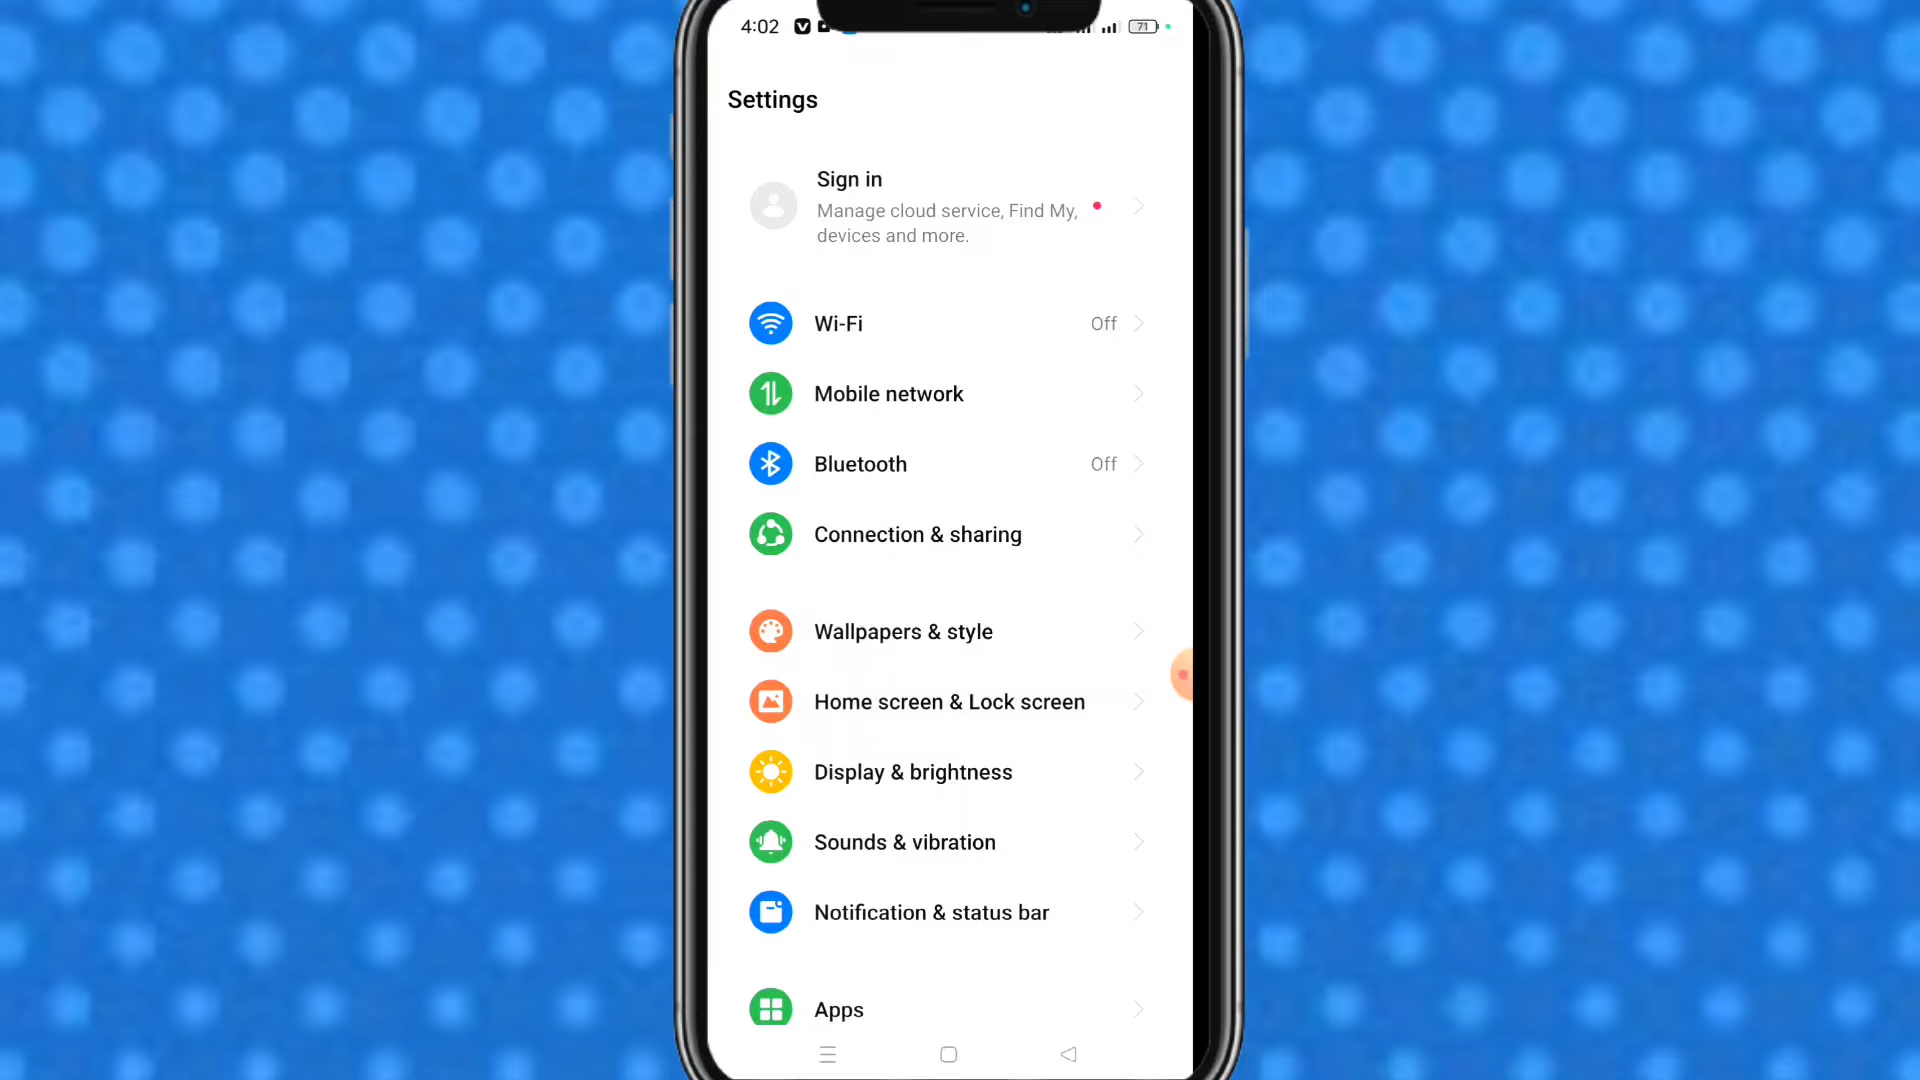 4:02
71
Settings
Sign in
Manage cloud service, Find My,
devices and more.
Wi-Fi Off
Mobile network
Bluetooth Off
Connection & sharing
Wallpapers & style
Home screen & Lock screen
Display & brightness
Sounds & vibration
Notification & status bar
Apps